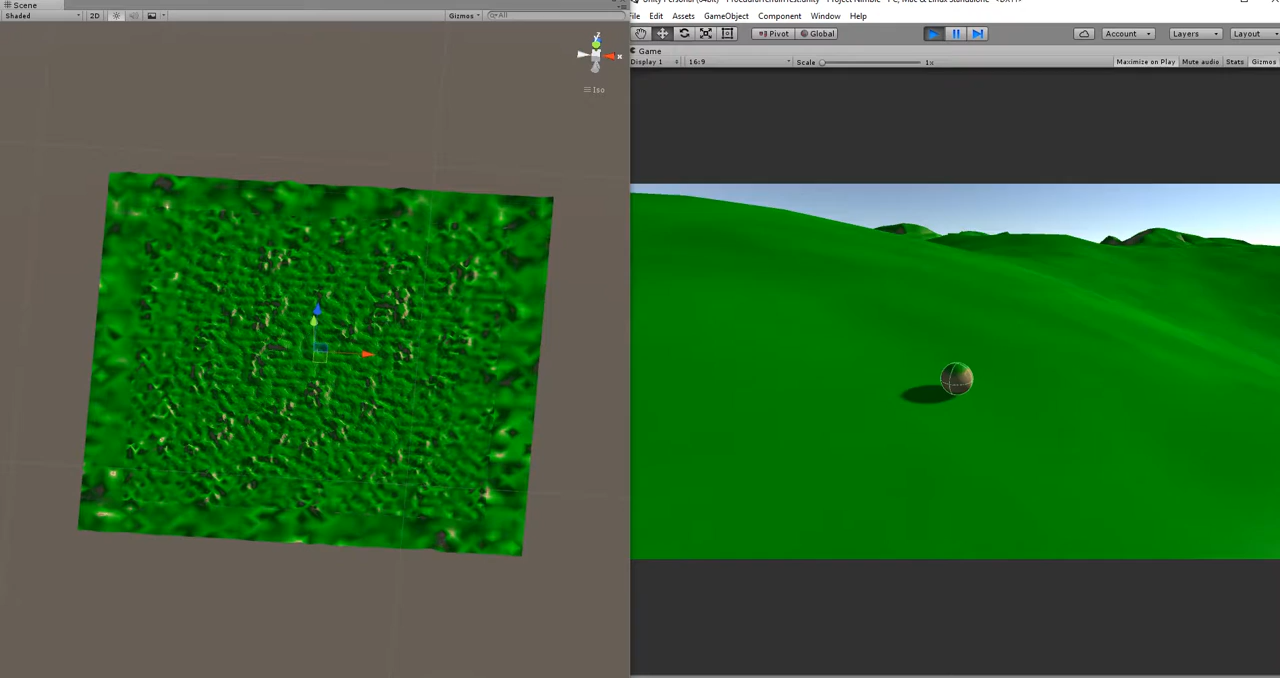 Scene
Shaded
2D
Gizmos
All
z
x
Iso
File Edit Assets GameObject Component Window Help
Pivot Global
Account Layers Layout
Game
Display 1 16:9 Scale 1x Maximize on Play Mute audio Stats Gizmos